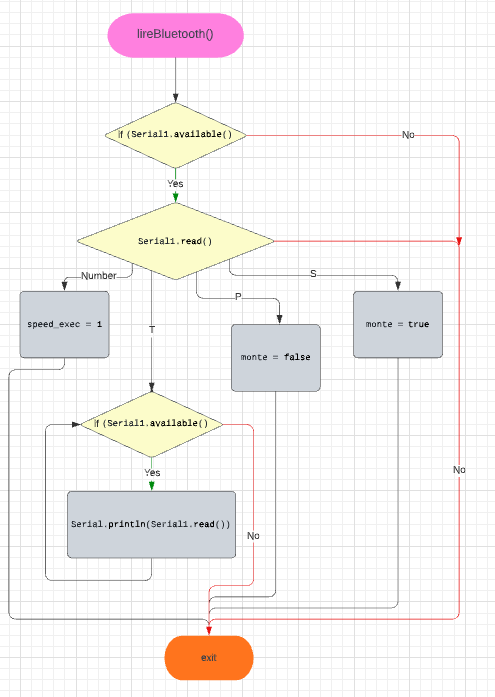 lireBluetooth()
if (Serial1.available()
No
Yes
Serial1.read()
Number
S
P
speed_exec = 1
T
monte = true
monte = false
if (Serial1.available()
Yes
No
Serial.println(Serial1.read())
No
exit